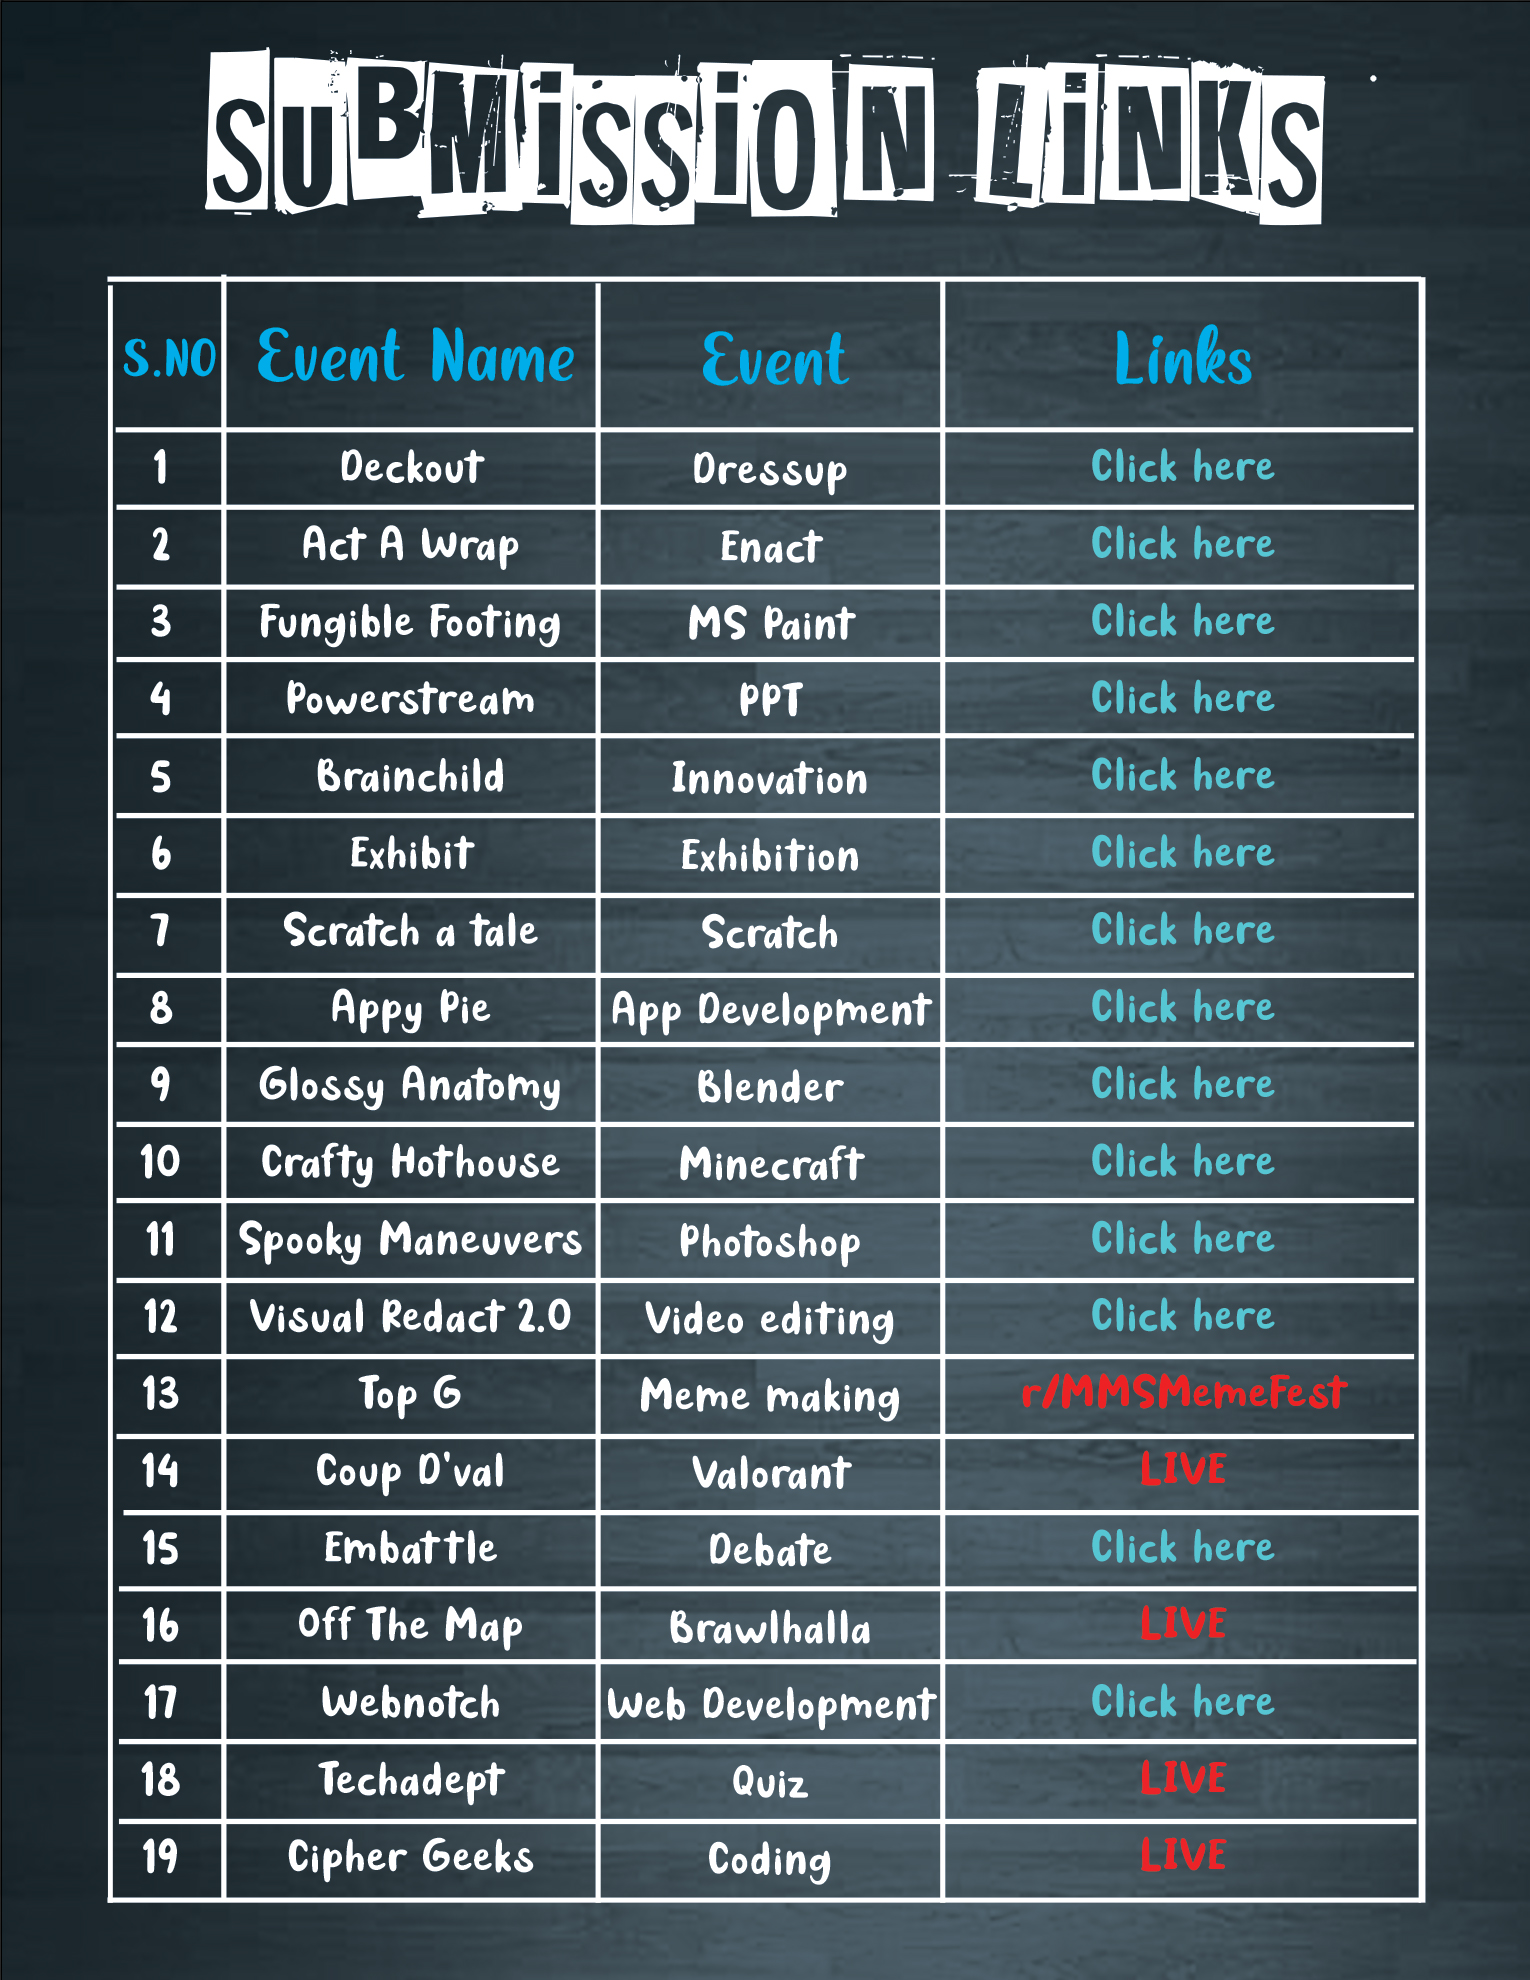 SUBMiSSiON LiNKS
S.NO Event Name Event Links
1 Deckout Dressup Click here
2 Act A Wrap Enact Click here
3 Fungible Footing MS Paint Click here
4 Powerstream PPT Click here
5 Brainchild Innovation Click here
6 Exhibit Exhibition Click here
7 Scratch a tale Scratch Click here
8 Appy Pie App Development Click here
9 Glossy Anatomy Blender Click here
10 Crafty Hothouse Minecraft Click here
11 Spooky Maneuvers Photoshop Click here
12 Visual Redact 2.0 Video editing Click here
13 Top G Meme making r/MMSMemeFest
14 Coup D'val Valorant LIVE
15 Embattle Debate Click here
16 Off The Map Brawlhalla LIVE
17 Webnotch Web Development Click here
18 Techadept Quiz LIVE
19 Cipher Geeks Coding LIVE